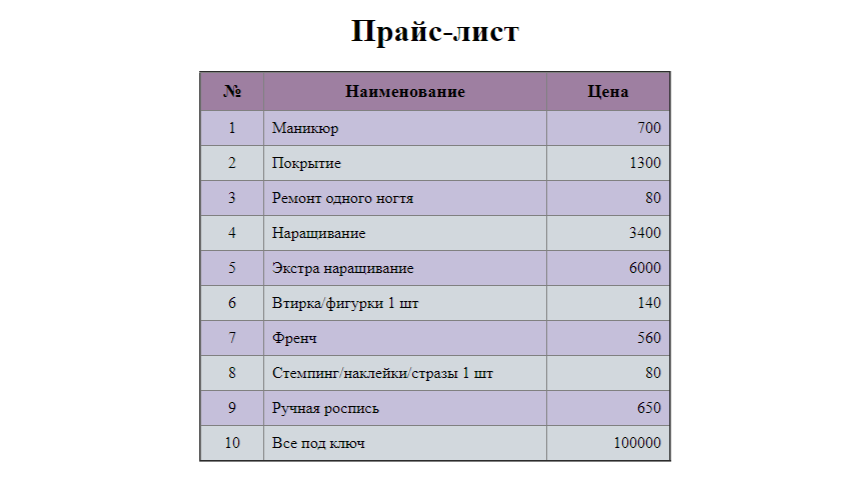 Прайс-лист
№ Наименование Цена
1 Маникюр 700
2 Покрытие 1300
3 Ремонт одного ногтя 80
4 Наращивание 3400
5 Экстра наращивание 6000
6 Втирка/фигурки 1 шт 140
7 Френч 560
8 Стемпинг/наклейки/стразы 1 шт 80
9 Ручная роспись 650
10 Все под ключ 100000